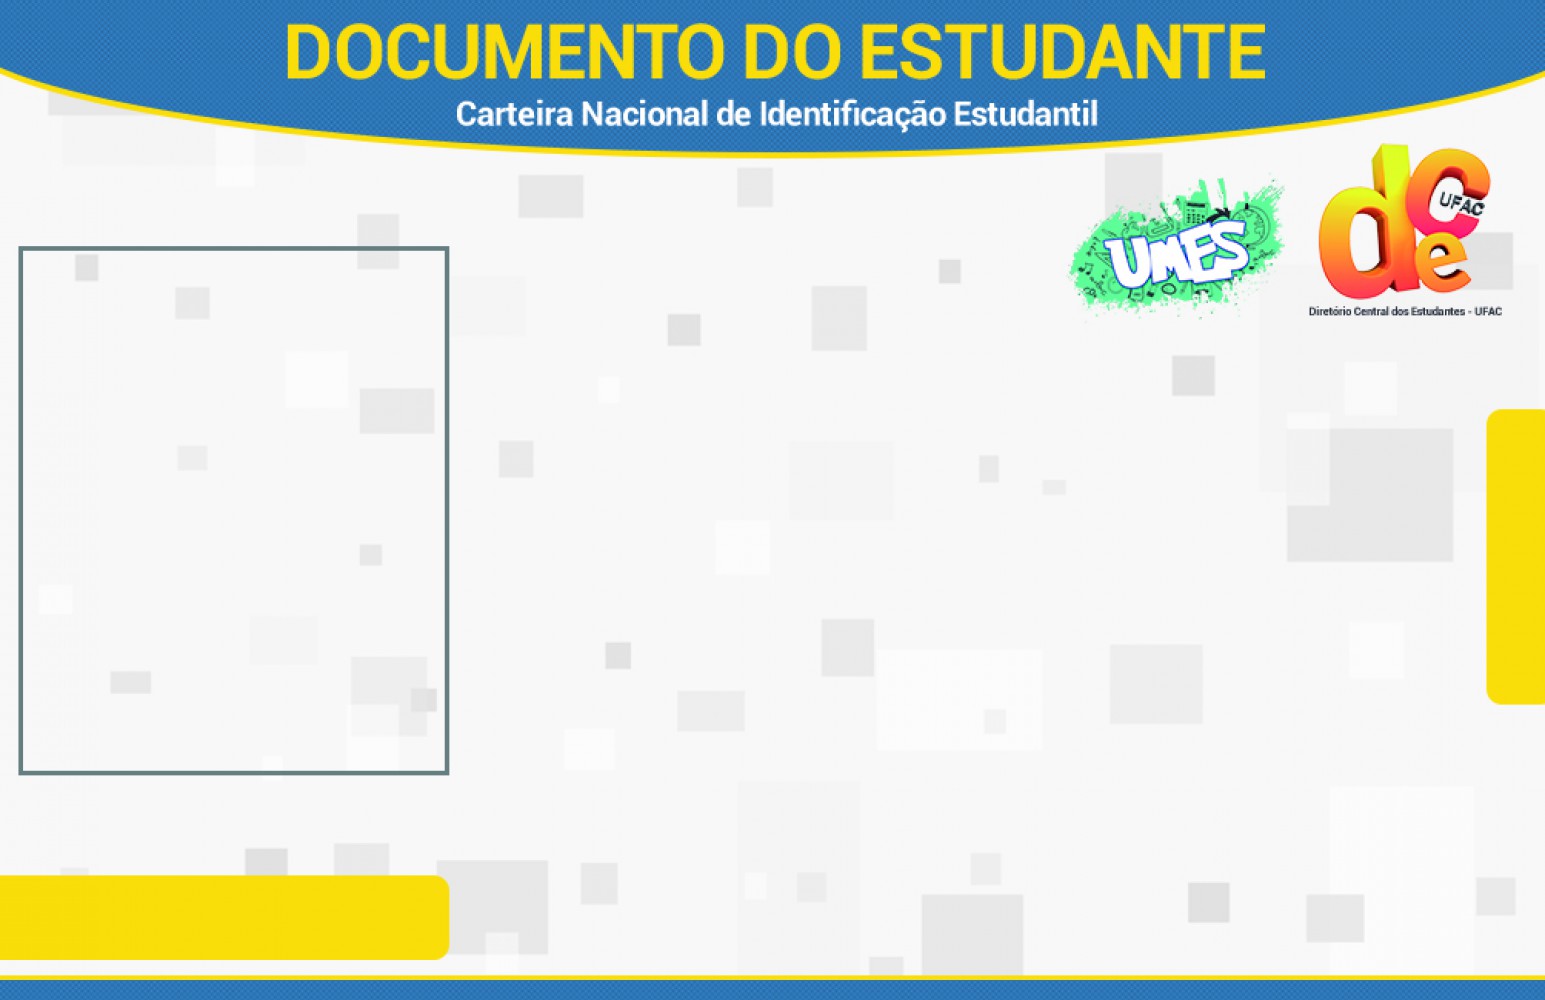 DOCUMENTO DO ESTUDANTE
Carteira Nacional de Identificação Estudantil
UMES
dce
UFAC
Diretório Central dos Estudantes - UFAC